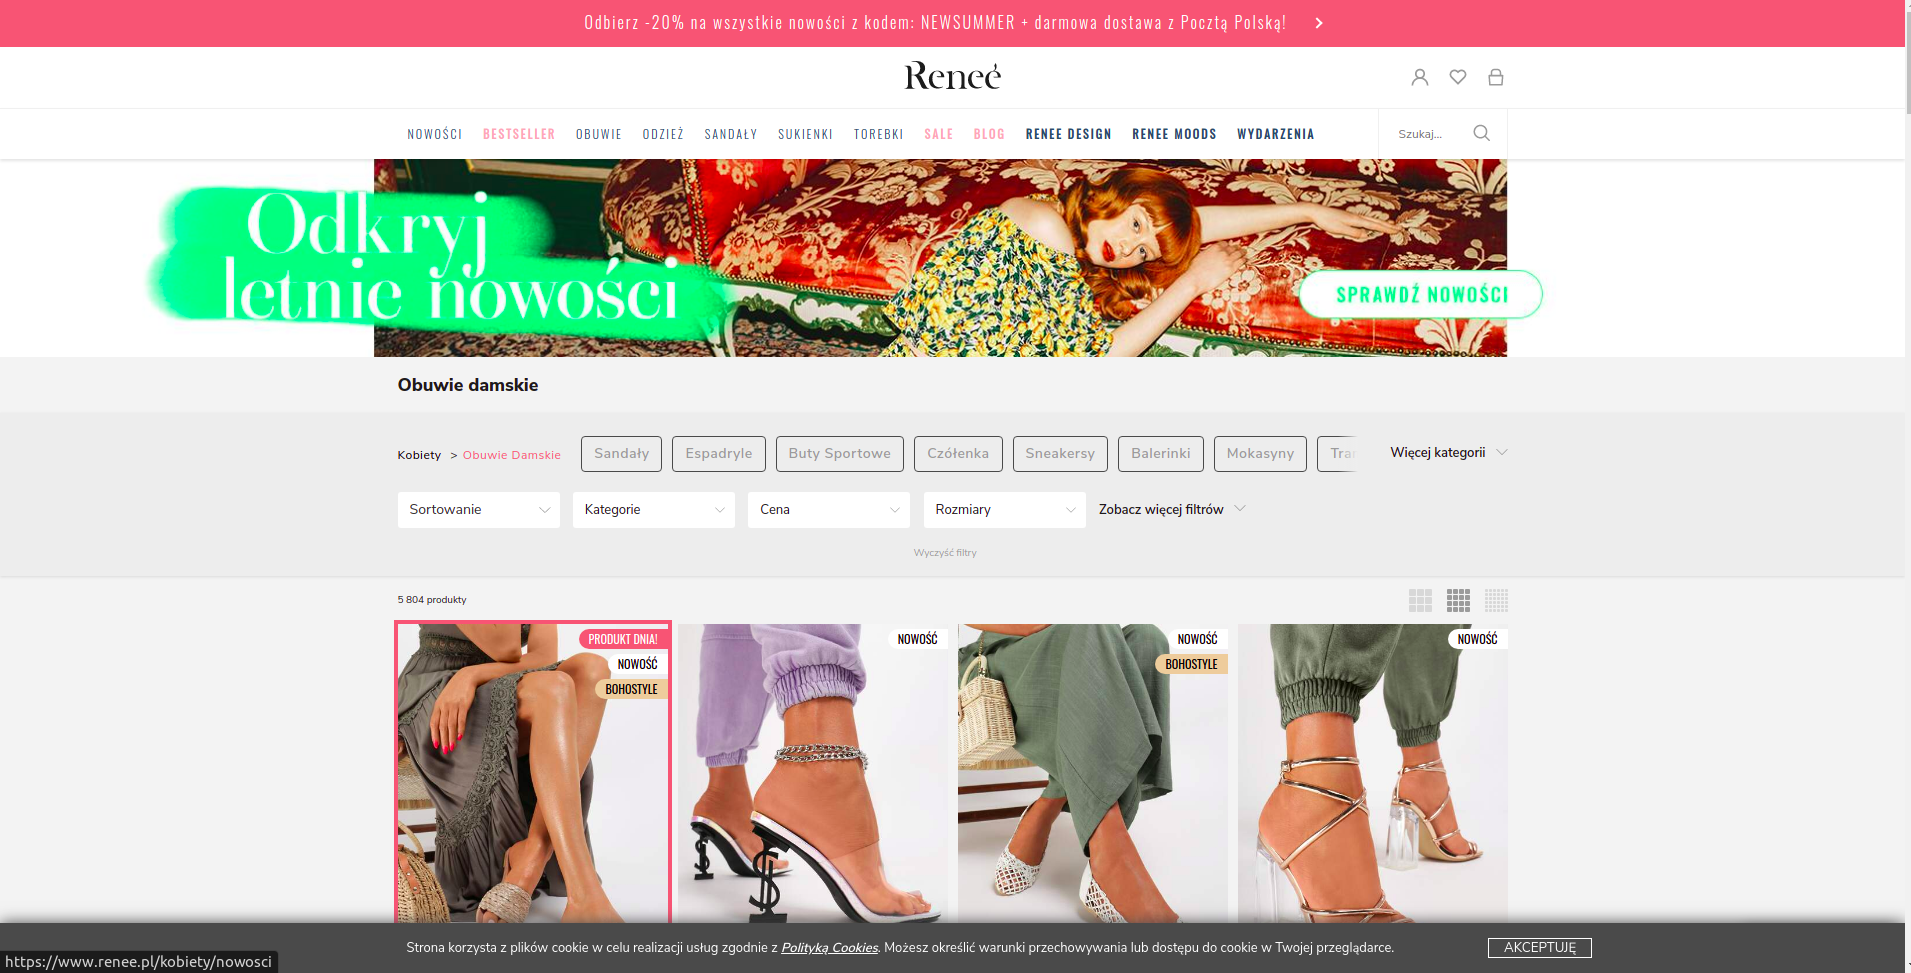 Odbierz -20% na wszystkie nowości z kodem: NEWSUMMER + darmowa dostawa z Pocztą Polską!
Reneé
NOWOŚCI BESTSELLER OBUWIE ODZIEŻ SANDAŁY SUKIENKI TOREBKI SALE BLOG RENEE DESIGN RENEE MOODS WYDARZENIA Szukaj...
Odkryj
letnie nowości
SPRAWDŹ NOWOŚCI
Obuwie damskie
Kobiety > Obuwie Damskie Sandały Espadryle Buty Sportowe Czółenka Sneakersy Balerinki Mokasyny Więcej kategorii
Sortowanie Kategorie Cena Rozmiary Zobacz więcej filtrów
Wyczyść filtry
5 804 produkty
PRODUKT DNIA! NOWOŚĆ NOWOŚĆ NOWOŚĆ
NOWOŚĆ BOHOSTYLE
BOHOSTYLE
Strona korzysta z plików cookie w celu realizacji usług zgodnie z Polityką Cookies. Możesz określić warunki przechowywania lub dostępu do cookie w Twojej przeglądarce. AKCEPTUJĘ
https://www.renee.pl/kobiety/nowosci